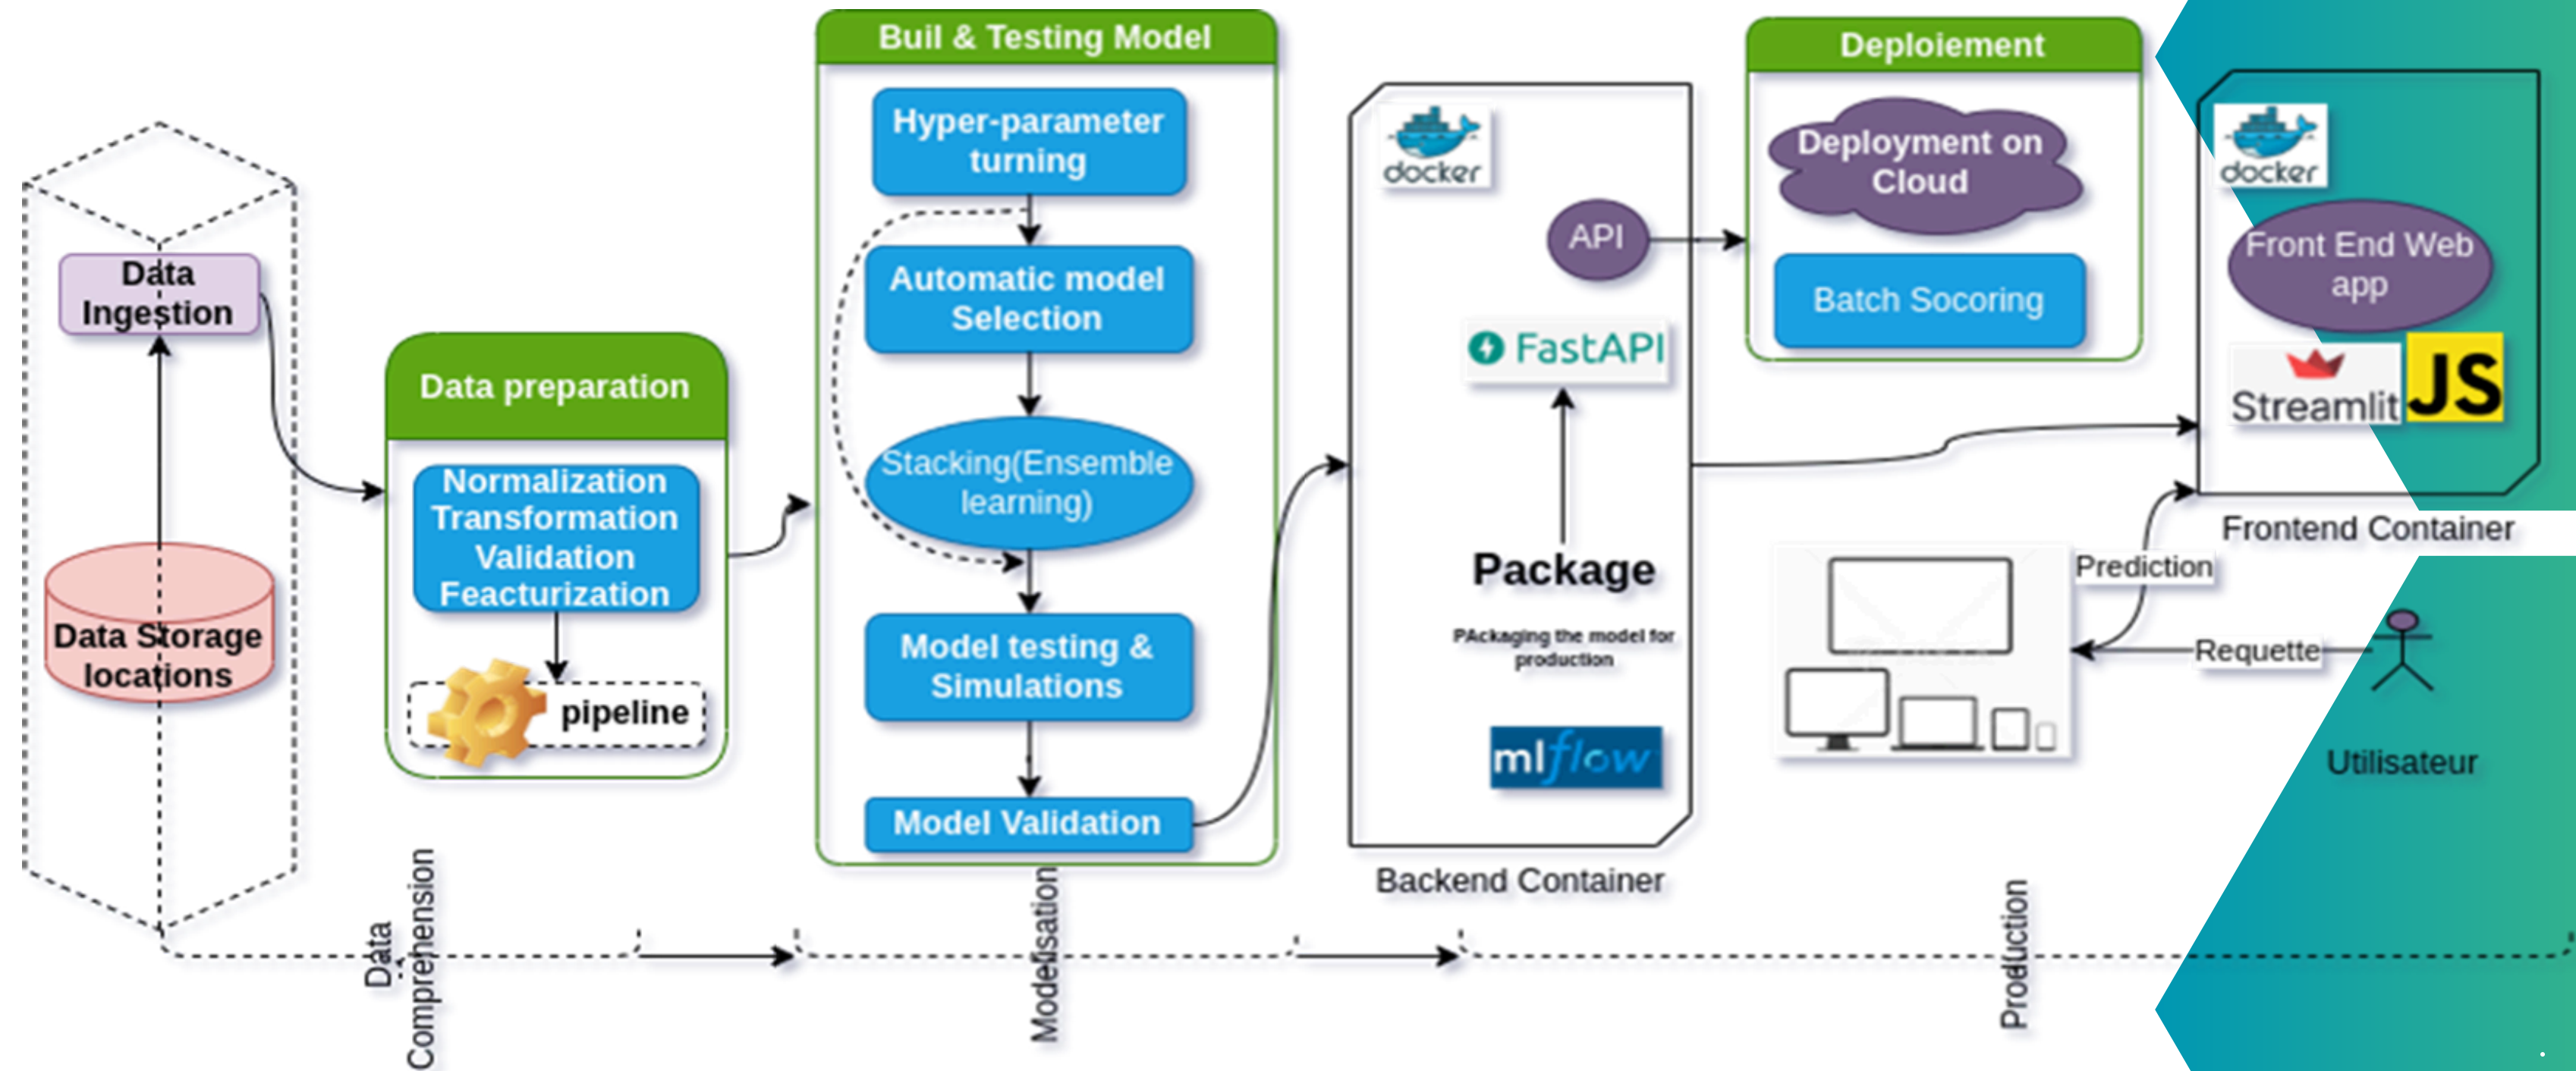 Data
Ingestion
Data Storage
locations
Data preparation
Normalization
Transformation
Validation
Feacturization
pipeline
Buil & Testing Model
Hyper-parameter
turning
Automatic model
Selection
Stacking(Ensemble
learning)
Model testing &
Simulations
Model Validation
docker
API
FastAPI
Package
PAckaging the model for
production
mlflow
Backend Container
Deploiement
Deployment on
Cloud
Batch Socoring
docker
Front End Web
app
Streamlit
JS
Frontend Container
Prediction
Requette
Utilisateur
Data
Comprehension
Modelisation
Production